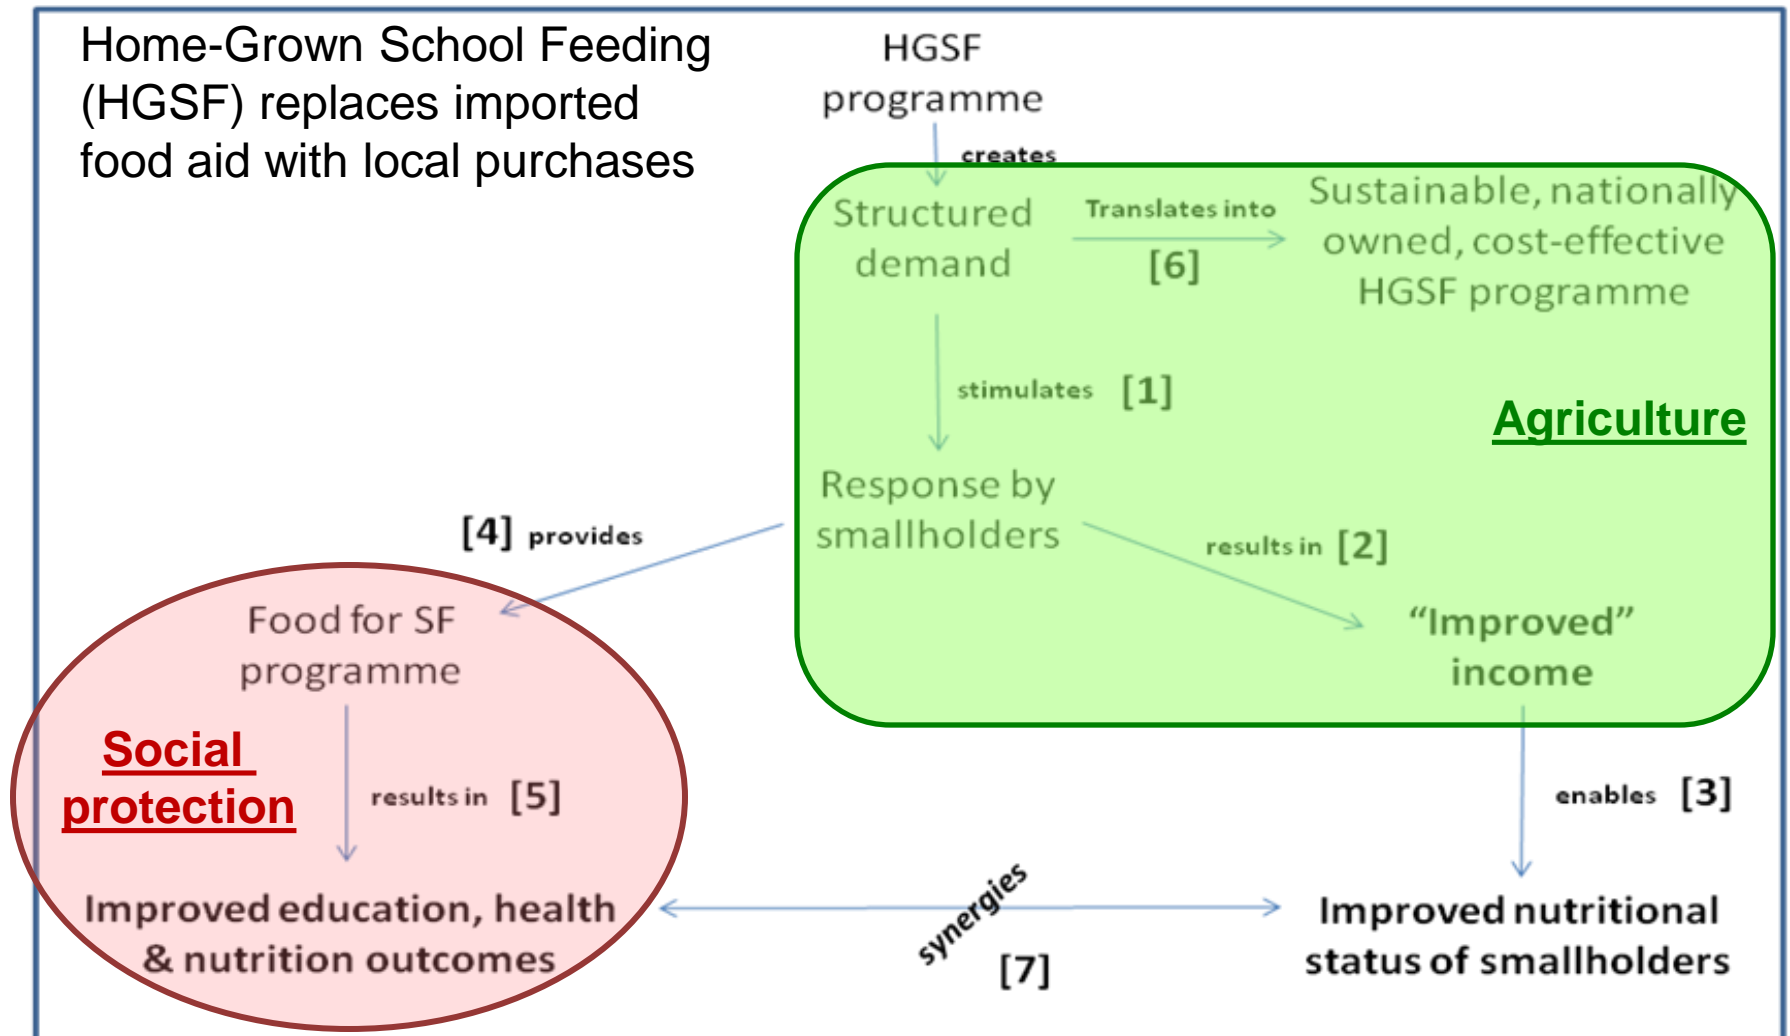 Home-Grown School Feeding
(HGSF) replaces imported
food aid with local purchases
HGSF
programme
creates
Structured
demand
Translates into
[6]
Sustainable, nationally
owned, cost-effective
HGSF programme
stimulates [1]
Agriculture
Response by
smallholders
[4] provides
results in [2]
Food for SF
programme
“Improved”
income
Social
protection
results in [5]
enables [3]
Improved education, health
& nutrition outcomes
synergies
[7]
Improved nutritional
status of smallholders